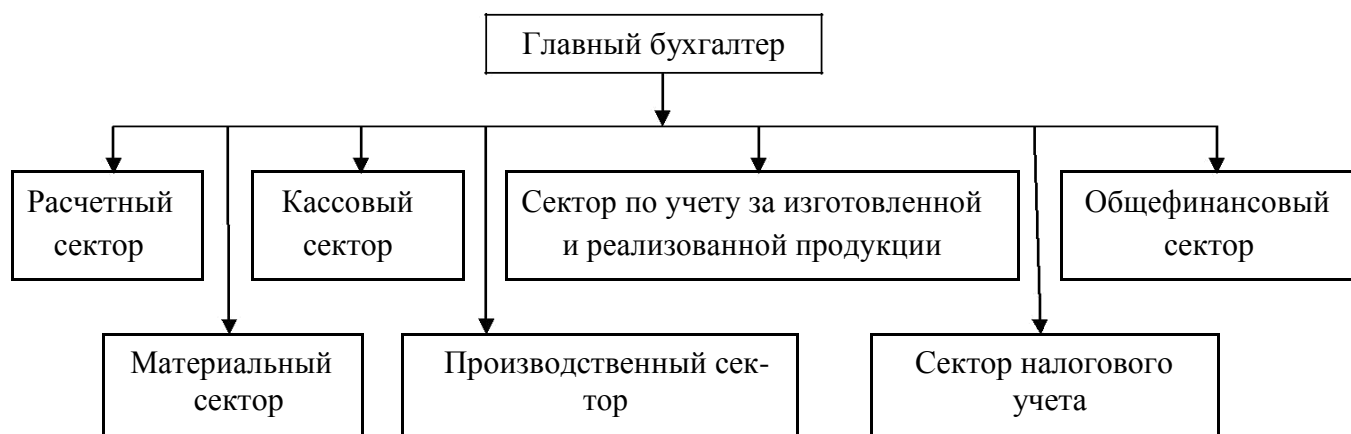 Главный бухгалтер
Расчетный
сектор
Кассовый
сектор
Сектор по учету за изготовленной
и реализованной продукции
Общефинансовый
сектор
Материальный
сектор
Производственный сек-
тор
Сектор налогового
учета